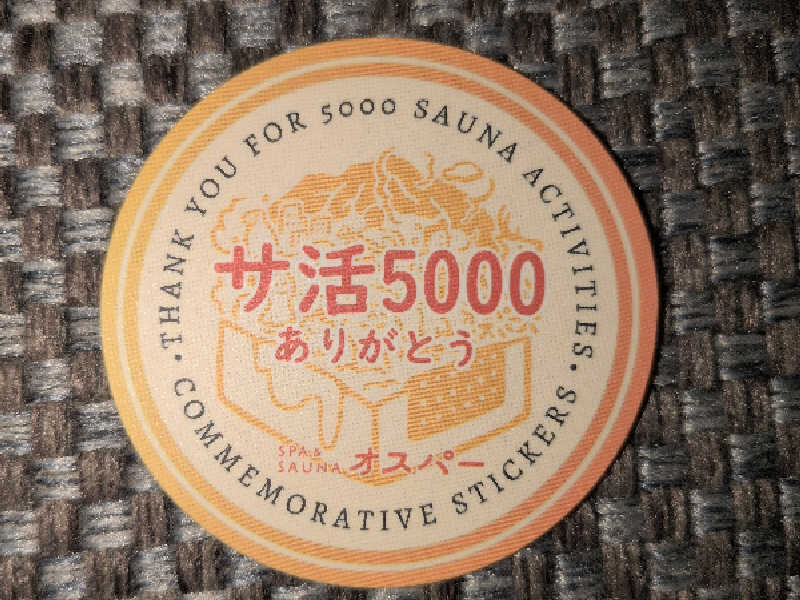 THANK YOU FOR 5000 SAUNA ACTIVITIES.
サ活5000
ありがとう
SPA &
SAUNA オスパー
・COMMEMORATIVE STICKERS・